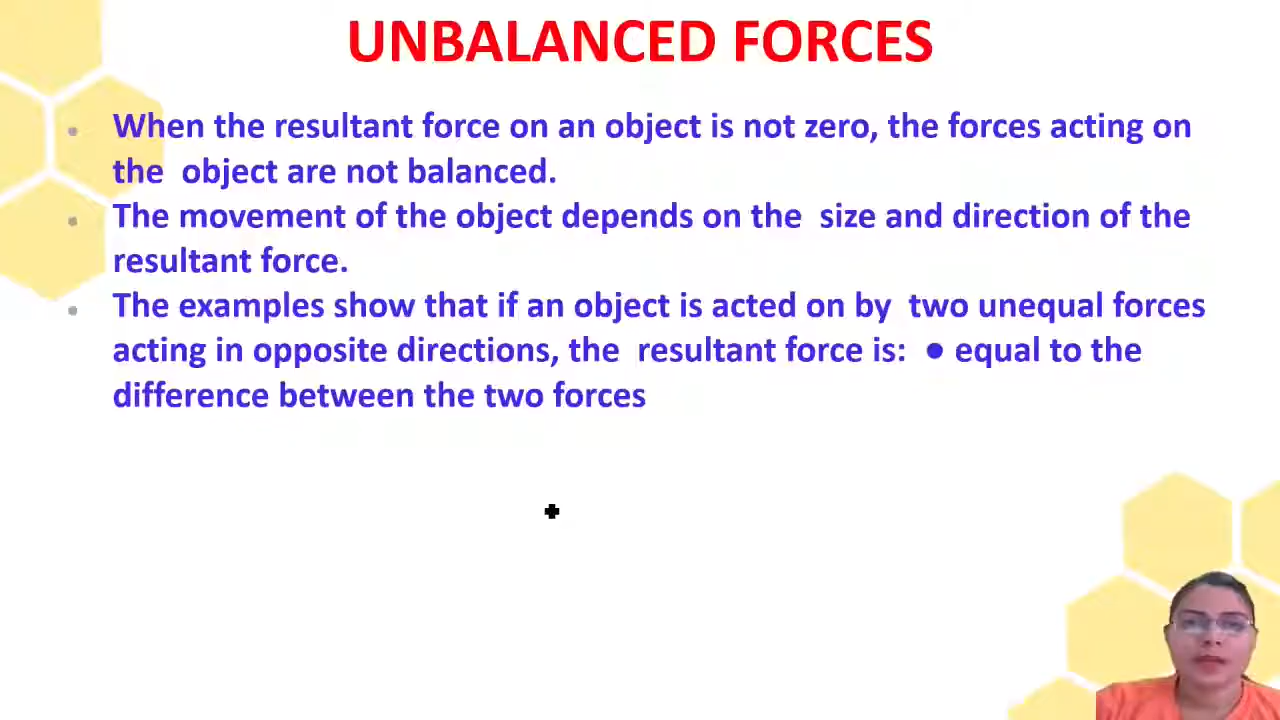 UNBALANCED FORCES
• When the resultant force on an object is not zero, the forces acting on
the object are not balanced.
• The movement of the object depends on the size and direction of the
resultant force.
• The examples show that if an object is acted on by two unequal forces
acting in opposite directions, the resultant force is: ● equal to the
difference between the two forces